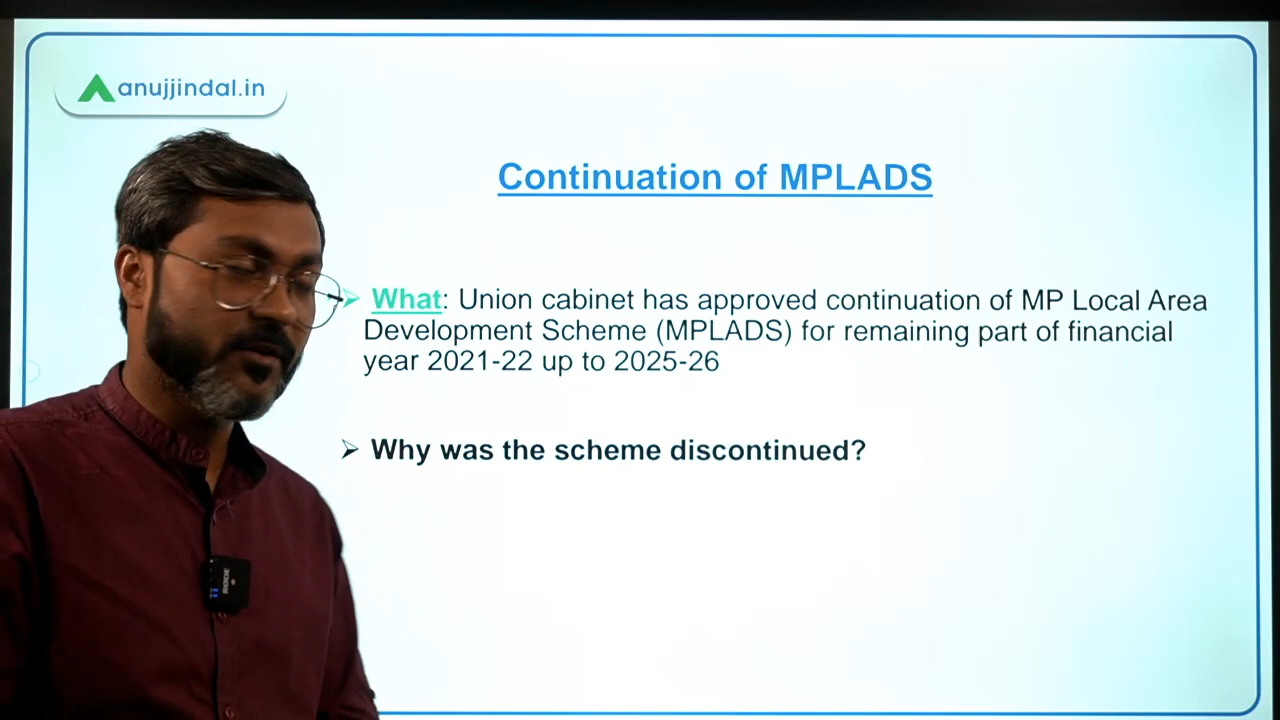 anujjindal.in
Continuation of MPLADS
What: Union cabinet has approved continuation of MP Local Area
Development Scheme (MPLADS) for remaining part of financial
year 2021-22 up to 2025-26
Why was the scheme discontinued?
RODE